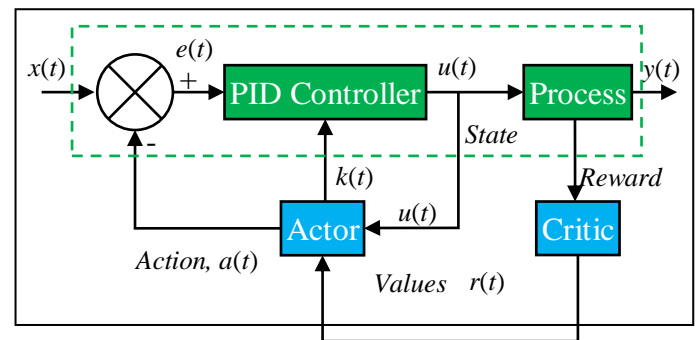 x(t)
e(t)
+
-
PID Controller
u(t)
Process
y(t)
State
k(t)
Reward
u(t)
Actor
Critic
Action, a(t)
Values r(t)